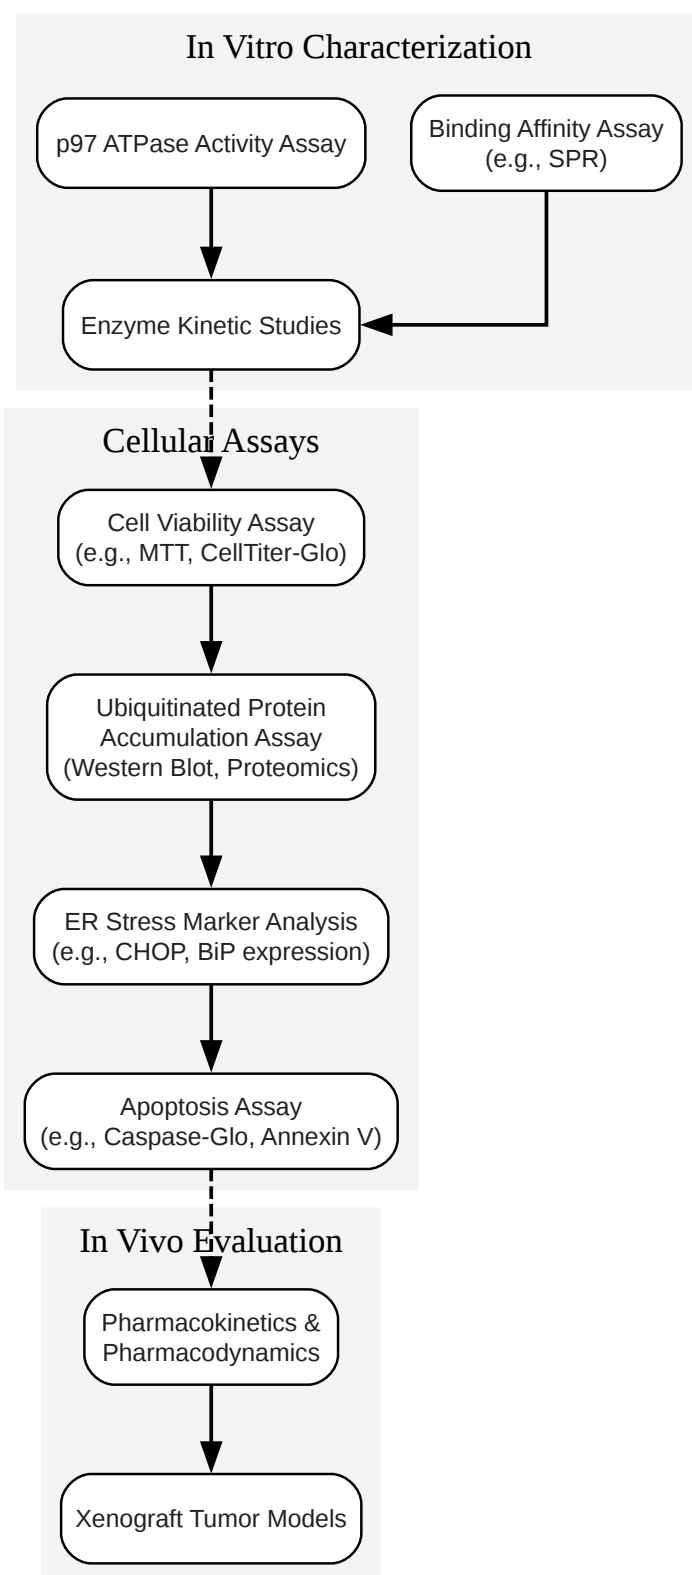 In Vitro Characterization
p97 ATPase Activity Assay
Binding Affinity Assay
(e.g., SPR)
Enzyme Kinetic Studies
Cellular Assays
Cell Viability Assay
(e.g., MTT, CellTiter-Glo)
Ubiquitinated Protein
Accumulation Assay
(Western Blot, Proteomics)
ER Stress Marker Analysis
(e.g., CHOP, BiP expression)
Apoptosis Assay
(e.g., Caspase-Glo, Annexin V)
In Vivo Evaluation
Pharmacokinetics &
Pharmacodynamics
Xenograft Tumor Models